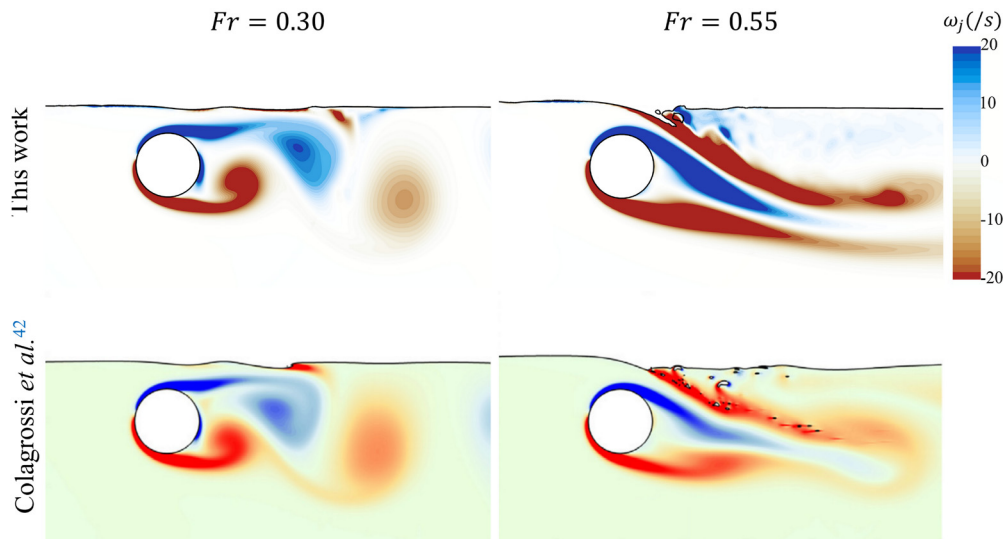 Fr = 0.30
Fr = 0.55
ω_j(/s)
20
10
0
-10
-20
This work
Colagrossi et al.42